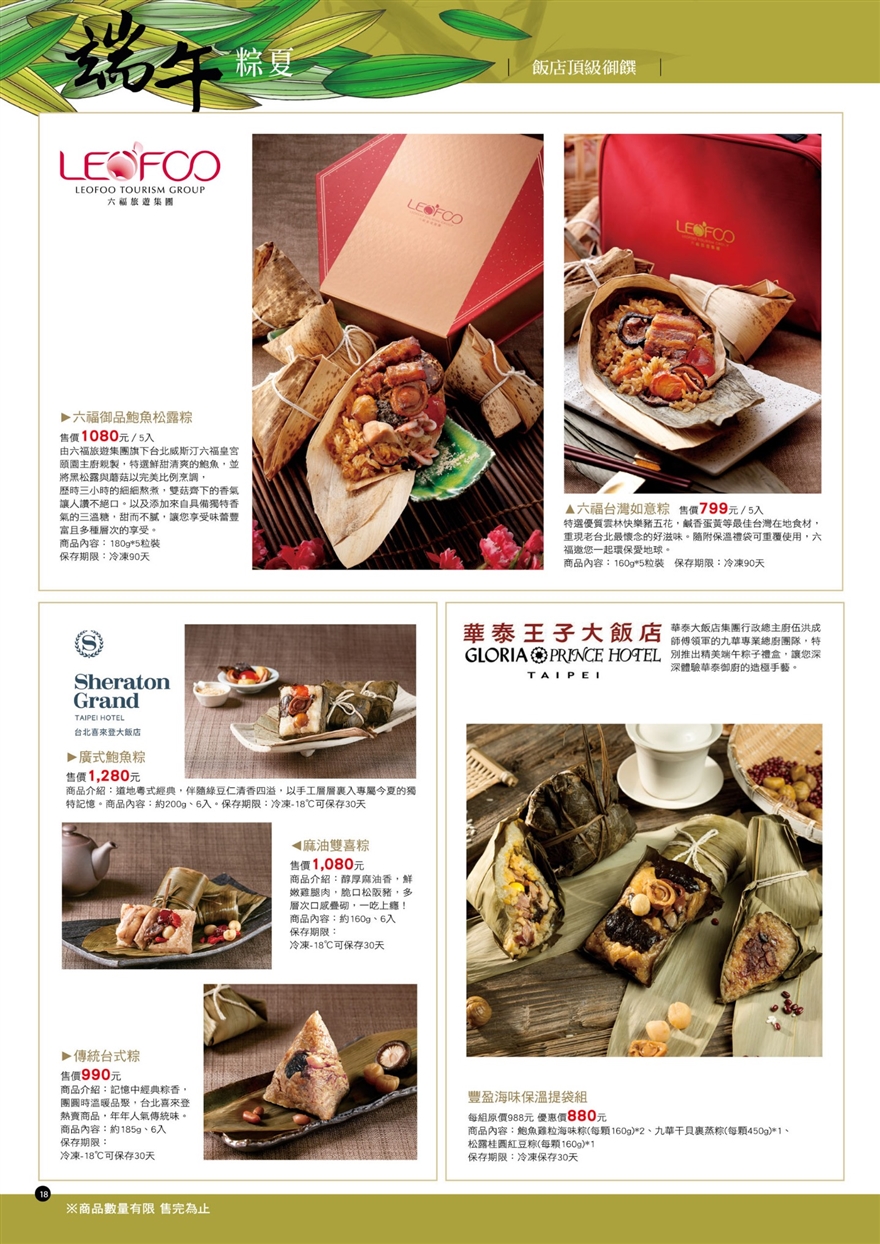 端午 粽夏
飯店頂級御饌
LEOFOO
LEOFOO TOURISM GROUP
六福旅遊集團
LEOFOO
LEOFOO
▶六福御品鮑魚松露粽
售價1080元 / 5入
由六福旅遊集團旗下台北威斯汀六福皇宮
頤園主廚親製，特選鮮甜清爽的鮑魚，並
將黑松露與蘑菇以完美比例烹調，
歷時三小時的細細熬煮，雙菇齊下的香氣
讓人讚不絕口。以及添加來自具備獨特香
氣的三溫糖，甜而不膩，讓您享受味蕾豐
富且多種層次的享受。
商品內容：180g*5粒裝
保存期限：冷凍90天
▲六福台灣如意粽 售價799元 / 5入
特選優質雲林快樂豬五花，鹹香蛋黃等最佳台灣在地食材，
重現老台北最懷念的好滋味。隨附保溫禮袋可重覆使用，六
福邀您一起環保愛地球。
商品內容：160g*5粒裝 保存期限：冷凍90天
S
Sheraton
Grand
TAIPEI HOTEL
台北喜來登大飯店
▶廣式鮑魚粽
售價1,280元
商品介紹：道地粵式經典，伴隨綠豆仁清香四溢，以手工層層裹入專屬今夏的獨
特記憶。商品內容：約200g、6入。保存期限：冷凍-18℃可保存30天
◀麻油雙喜粽
售價1,080元
商品介紹：醇厚麻油香，鮮
嫩雞腿肉，脆口松阪豬，多
層次口感疊砌，一吃上癮！
商品內容：約160g、6入
保存期限：
冷凍-18℃可保存30天
▶傳統台式粽
售價990元
商品介紹：記憶中經典粽香，
團圓時溫暖品聚，台北喜來登
熱賣商品，年年人氣傳統味。
商品內容：約185g、6入
保存期限：
冷凍-18℃可保存30天
華泰王子大飯店
GLORIA PRINCE HOTEL
TAIPEI
華泰大飯店集團行政總主廚伍洪成
師傅領軍的九華專業總廚團隊，特
別推出精美端午粽子禮盒，讓您深
深體驗華泰御廚的造極手藝。
豐盈海味保溫提袋組
每組原價988元 優惠價880元
商品內容：鮑魚雞粒海味粽(每顆160g)*2、九華干貝裹蒸粽(每顆450g)*1、
松露桂圓紅豆粽(每顆160g)*1
保存期限：冷凍保存30天
18
※商品數量有限 售完為止